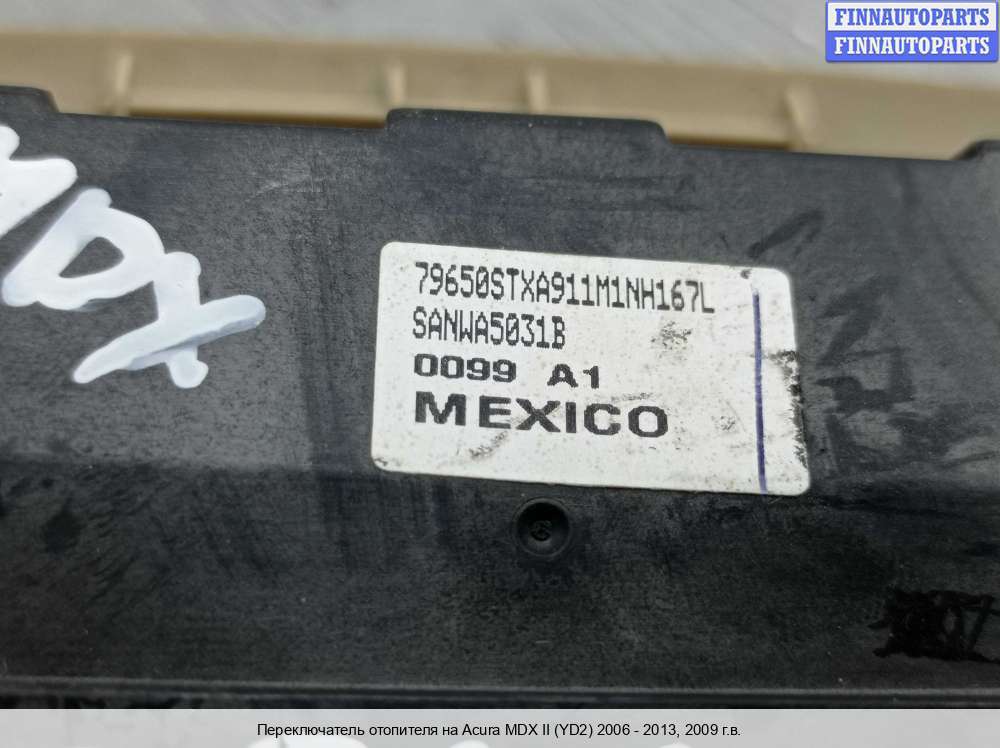 FINNAUTOPARTS
FINNAUTOPARTS
MDX
79650STXA911M1NH167L
SANWA5031B
0099 A1
MEXICO
Переключатель отопителя на Acura MDX II (YD2) 2006 - 2013, 2009 г.в.